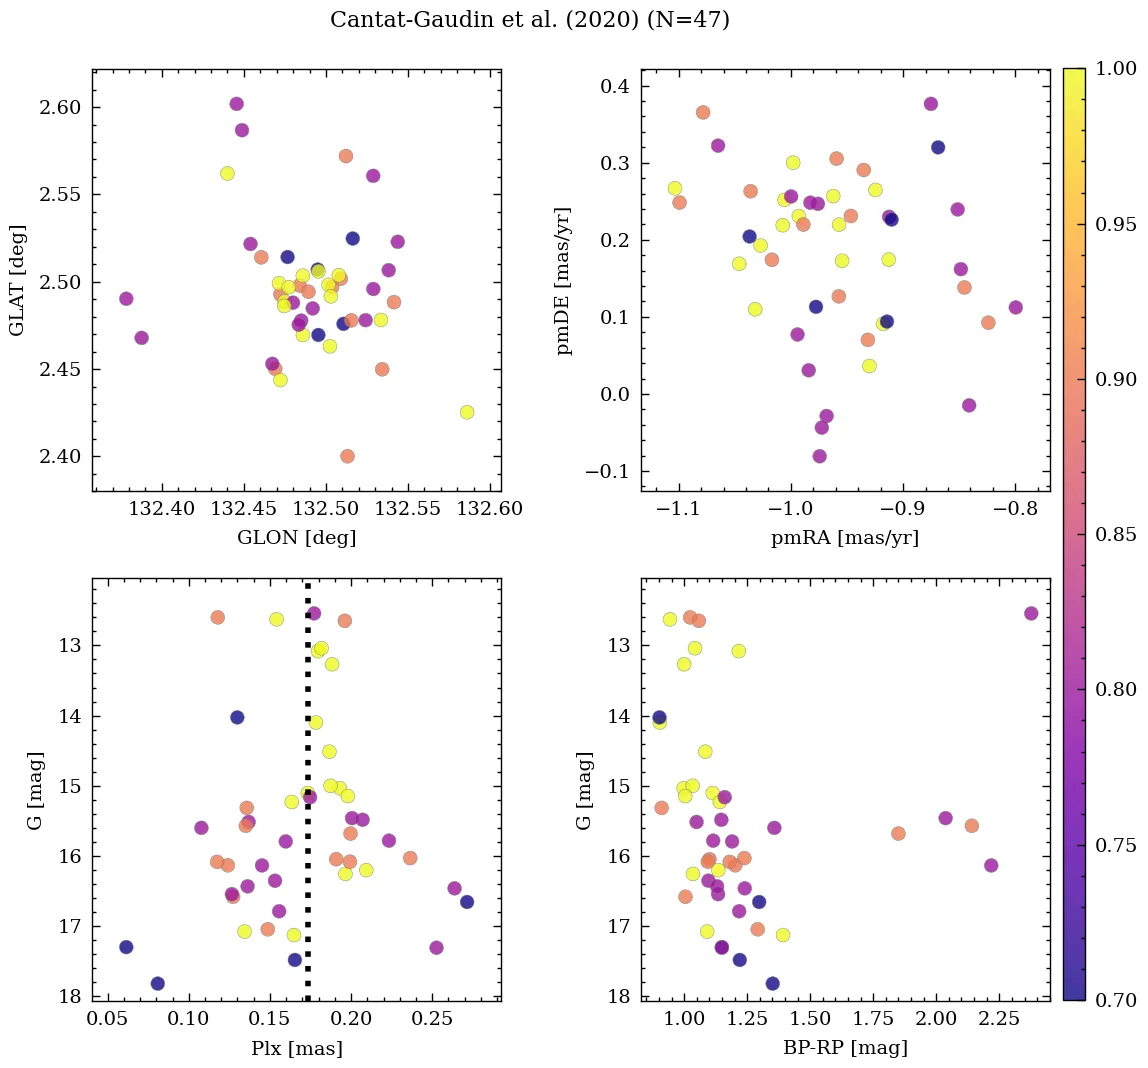 Cantat-Gaudin et al. (2020) (N=47)
2.60
2.55
2.50
2.45
2.40
GLAT [deg]
132.40 132.45 132.50 132.55 132.60
GLON [deg]
0.4
0.3
0.2
0.1
0.0
−0.1
pmDE [mas/yr]
−1.1 −1.0 −0.9 −0.8
pmRA [mas/yr]
13
14
15
16
17
18
G [mag]
0.05 0.10 0.15 0.20 0.25
Plx [mas]
13
14
15
16
17
18
G [mag]
1.00 1.25 1.50 1.75 2.00 2.25
BP-RP [mag]
1.00
0.95
0.90
0.85
0.80
0.75
0.70